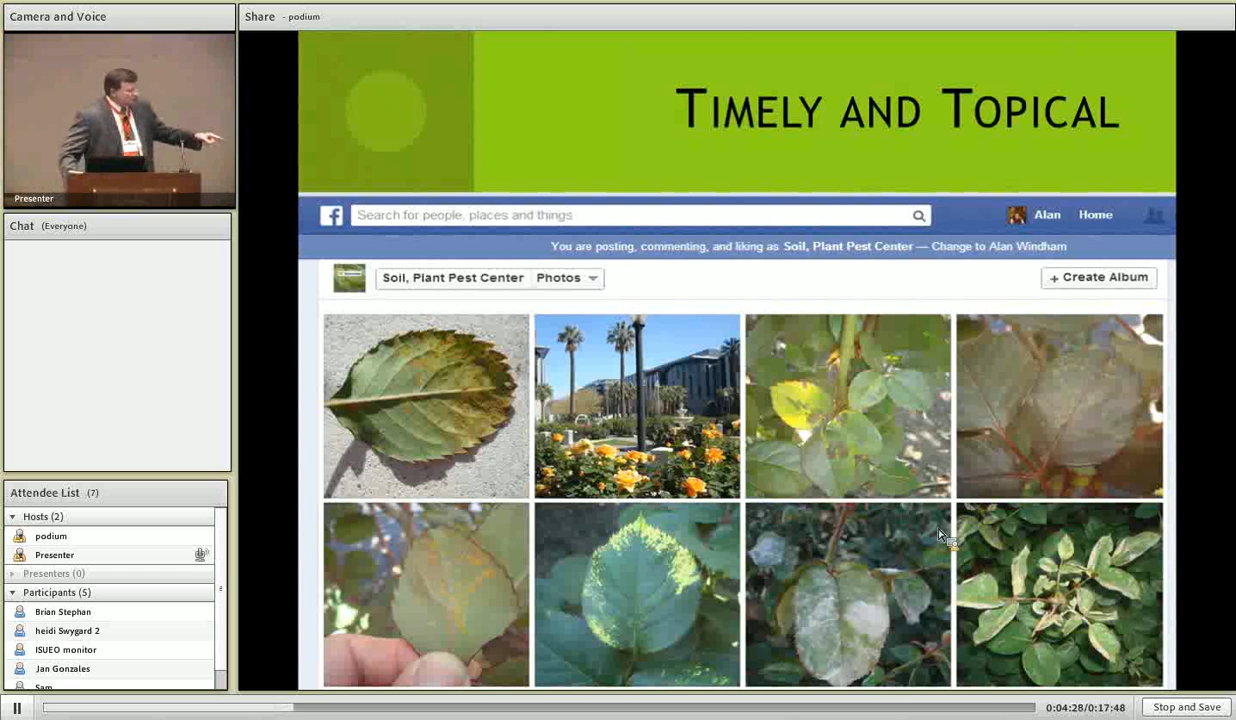 Camera and Voice
Share - podium
Presenter
TIMELY AND TOPICAL
f Search for people, places and things Alan Home
You are posting, commenting, and liking as Soil, Plant Pest Center — Change to Alan Windham
Soil, Plant Pest Center Photos + Create Album
Chat (Everyone)
Attendee List (7)
Hosts (2)
podium
Presenter
Presenters (0)
Participants (5)
Brian Stephan
heidi Swygard 2
ISUEO monitor
Jan Gonzales
Sam
0:04:28/0:17:48 Stop and Save